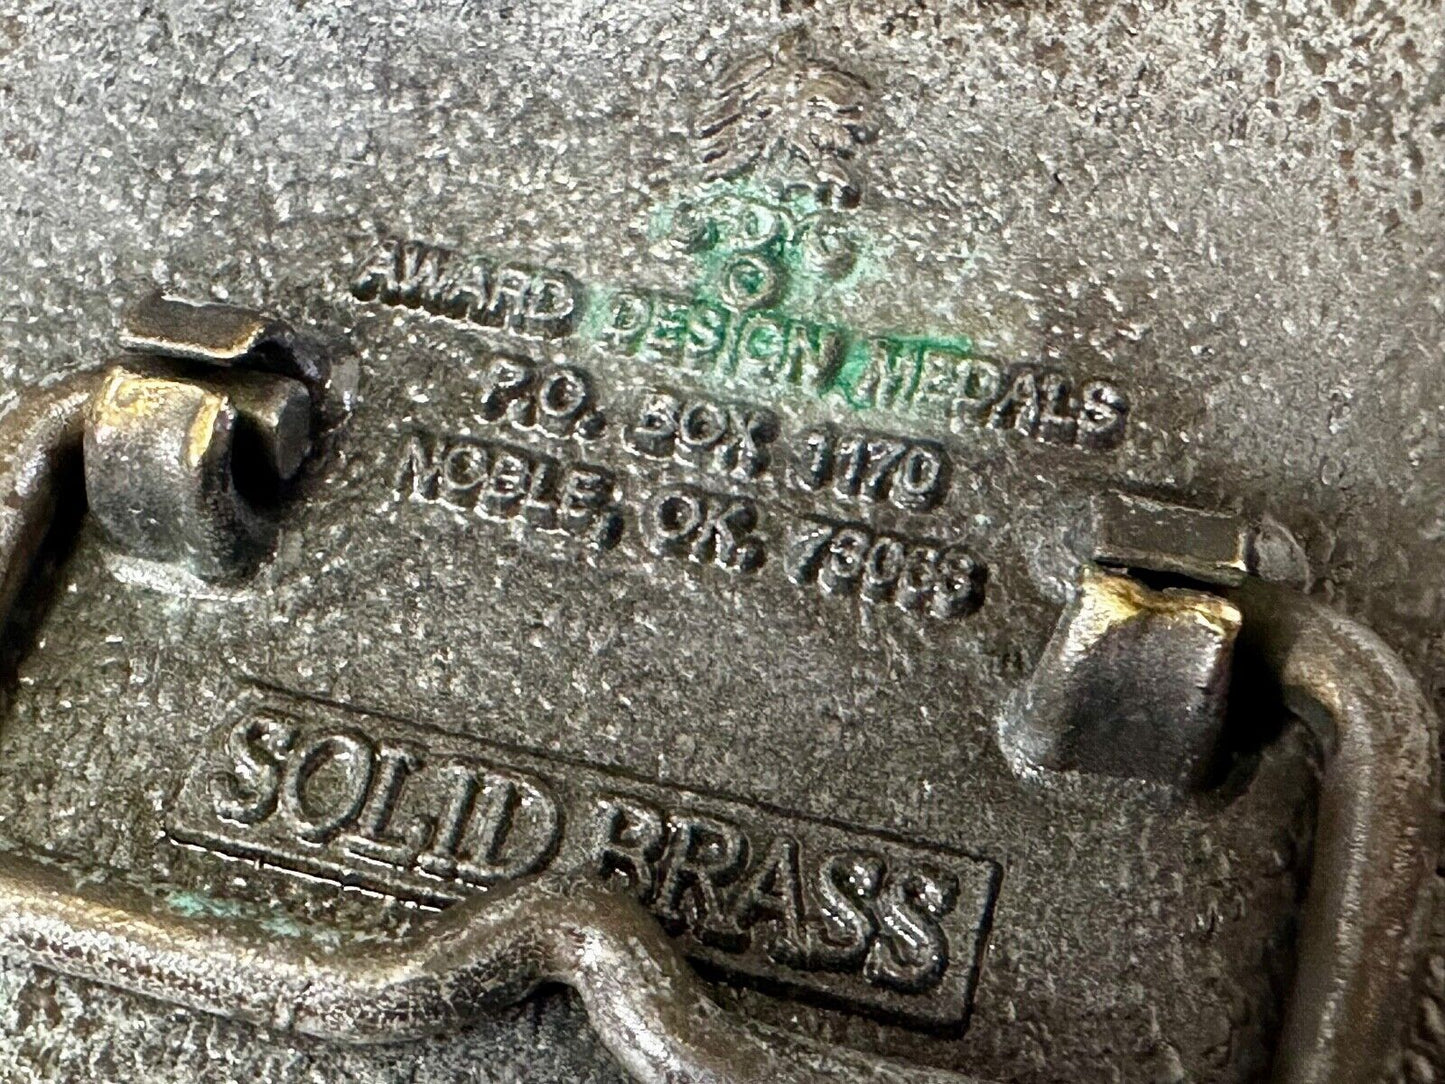 AWARD DESIGN MEDALS
P.O. BOX 1170
NOBLE, OK. 73068
SOLID BRASS